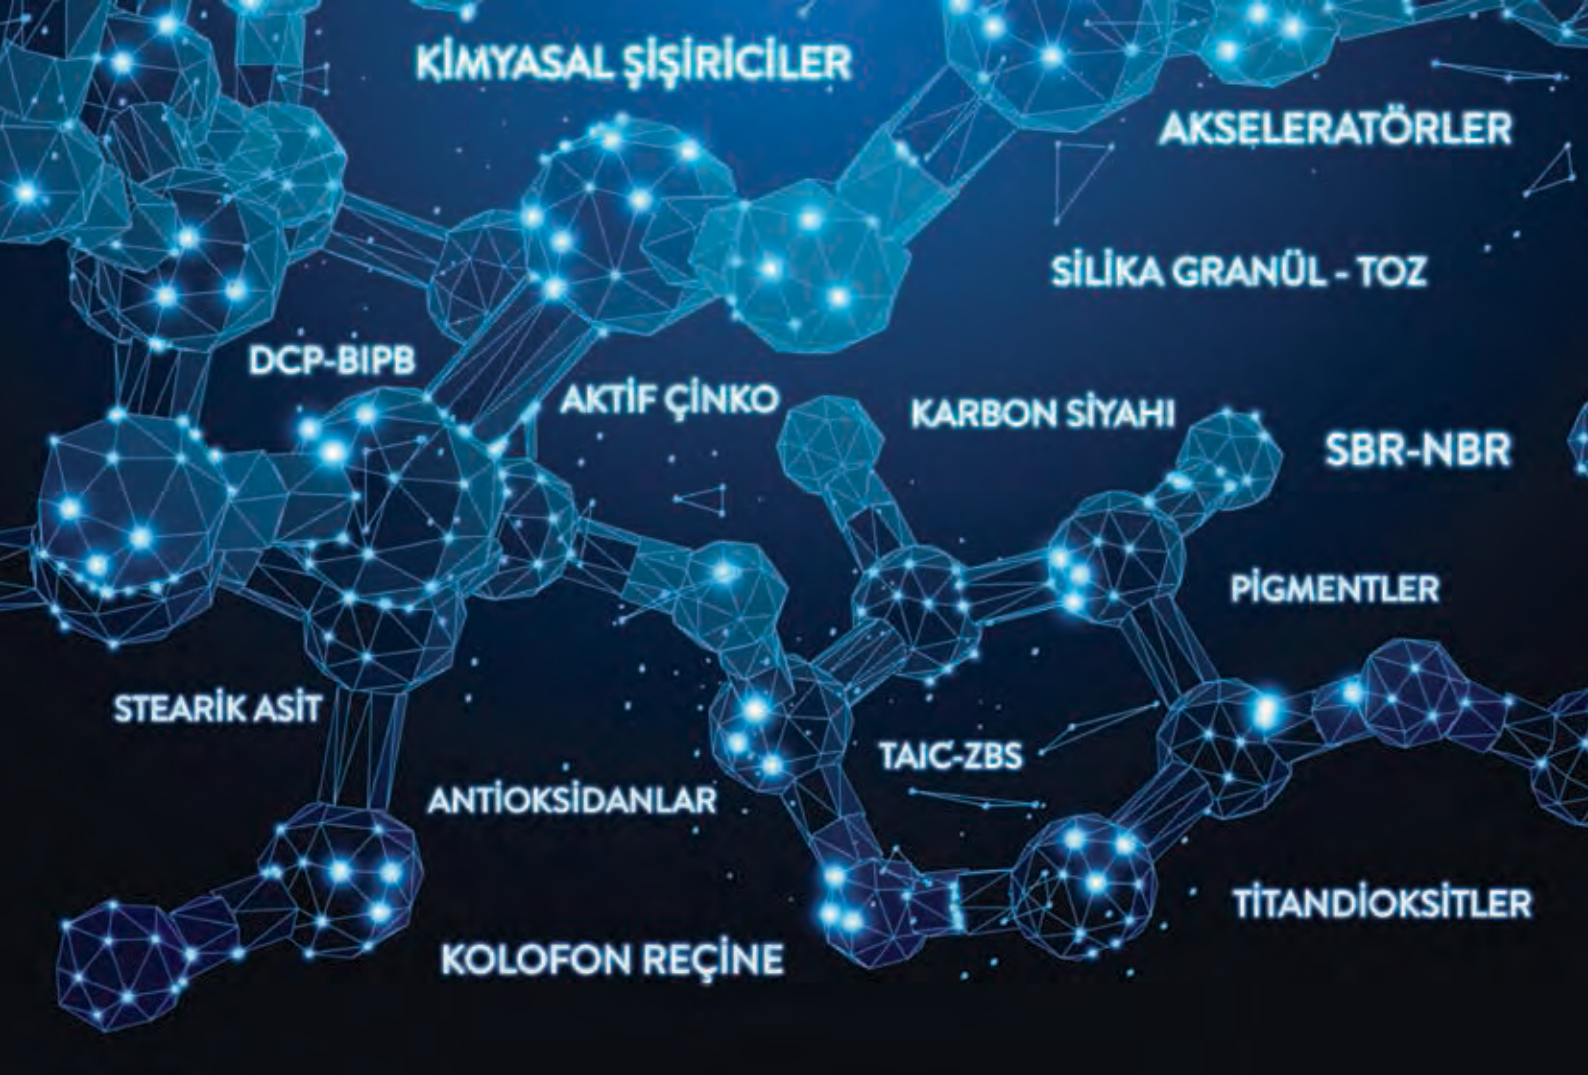 KİMYASAL ŞİŞİRİCİLER
AKSELERATÖRLER
SİLİKA GRANÜL - TOZ
DCP-BIPB
AKTİF ÇİNKO
KARBON SİYAHI
SBR-NBR
PİGMENTLER
STEARİK ASİT
TAIC-ZBS
ANTİOKSİDANLAR
TİTANDİOKSİTLER
KOLOFON REÇİNE